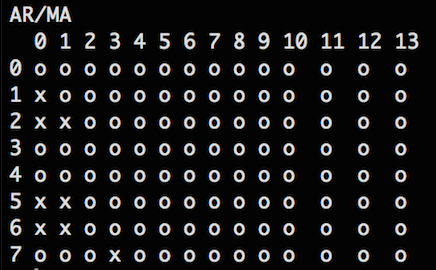 AR/MA
0 1 2 3 4 5 6 7 8 9 10 11 12 13
0 o o o o o o o o o o o o o o
1 x o o o o o o o o o o o o o
2 x x o o o o o o o o o o o o
3 o o o o o o o o o o o o o o
4 o o o o o o o o o o o o o o
5 x x o o o o o o o o o o o o
6 x x o o o o o o o o o o o o
7 o o o x o o o o o o o o o o